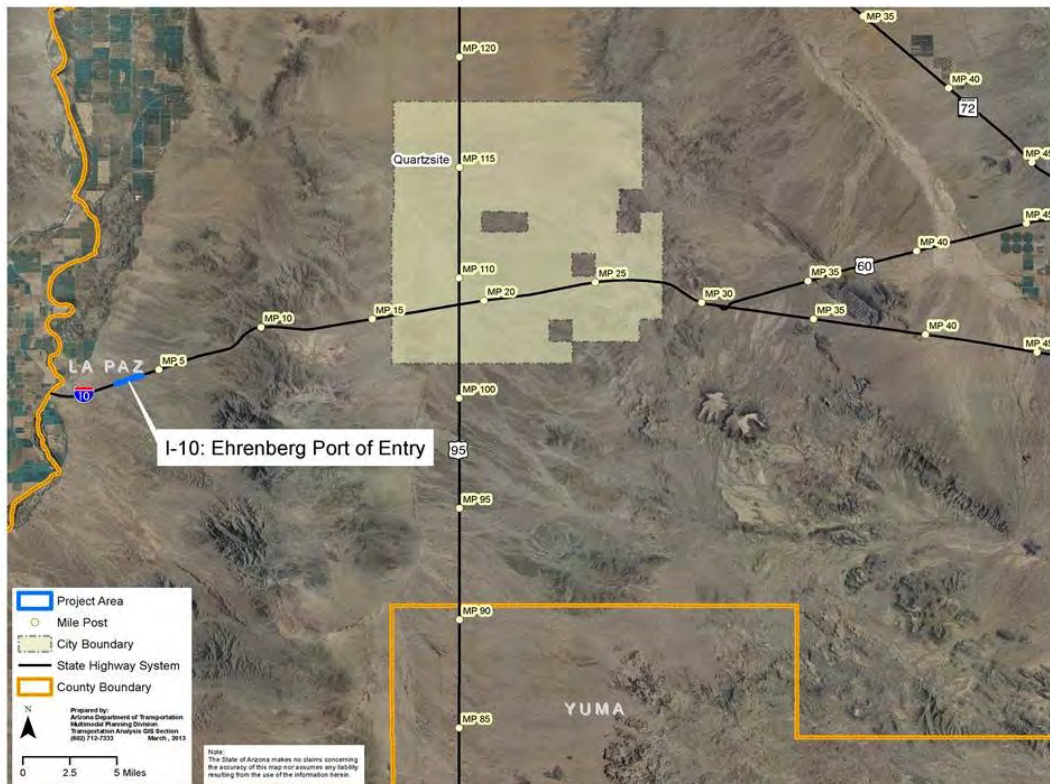 MP 35
MP 120
MP 40
72
Quartzsite
MP 115
MP 45
MP 40
60
MP 110
MP 25
MP 35
MP 20
MP 30
MP 15
MP 35
MP 10
MP 40
MP 45
LA PAZ
MP 5
10
MP 100
I-10: Ehrenberg Port of Entry
95
MP 95
MP 90
YUMA
MP 85
Project Area
Mile Post
City Boundary
State Highway System
County Boundary
N
Prepared by:
Arizona Department of Transportation
Multimodal Planning Division
Transportation Analysis GIS Section
(602) 712-7333 March , 2013
0 2.5 5 Miles
Note:
The State of Arizona makes no claims concerning
the accuracy of this map nor assumes any liability
resulting from the use of the information herein.